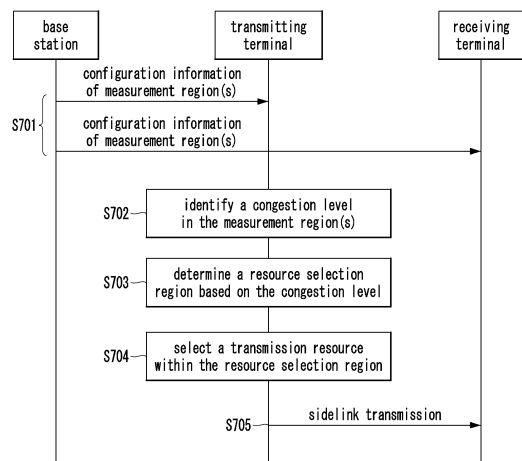 base
station
transmitting
terminal
receiving
terminal
configuration information
of measurement region(s)
S701
configuration information
of measurement region(s)
S702
identify a congestion level
in the measurement region(s)
S703
determine a resource selection
region based on the congestion level
S704
select a transmission resource
within the resource selection region
S705
sidelink transmission